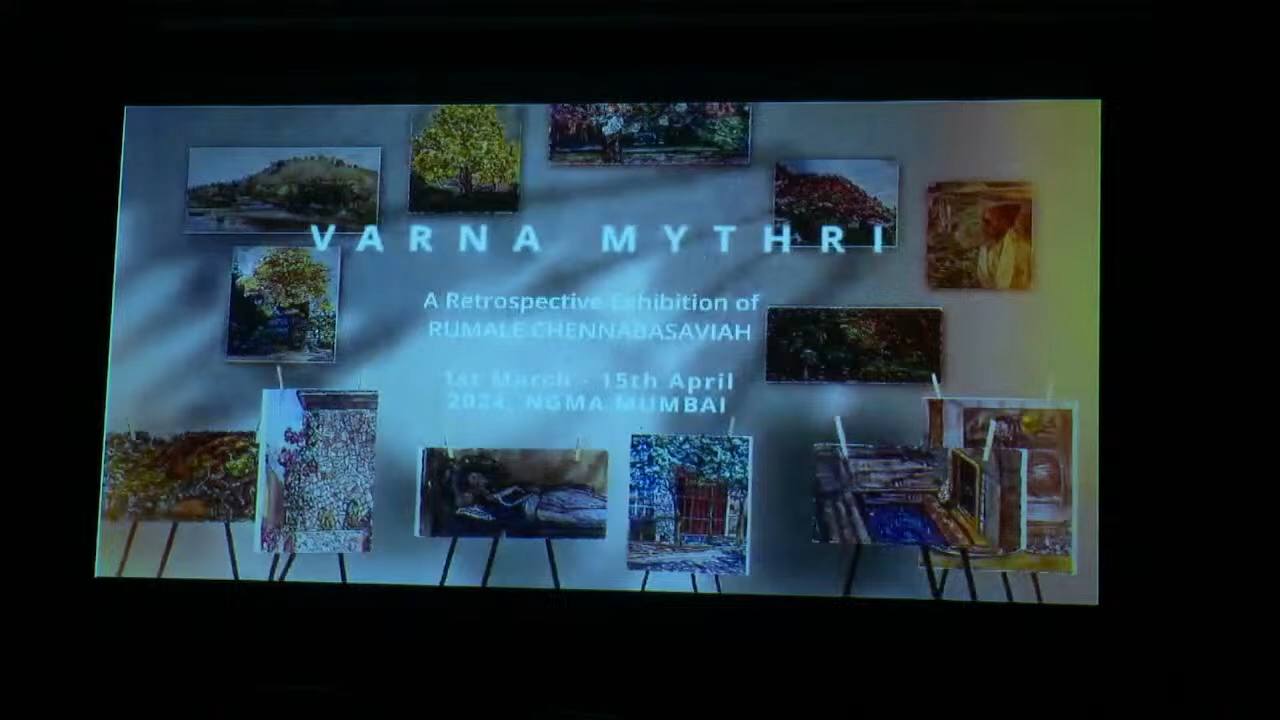 VARNA MYTHRI
A Retrospective Exhibition of
RUMALE CHENNABASAVIAH
1st March - 15th April
2024, NGMA MUMBAI